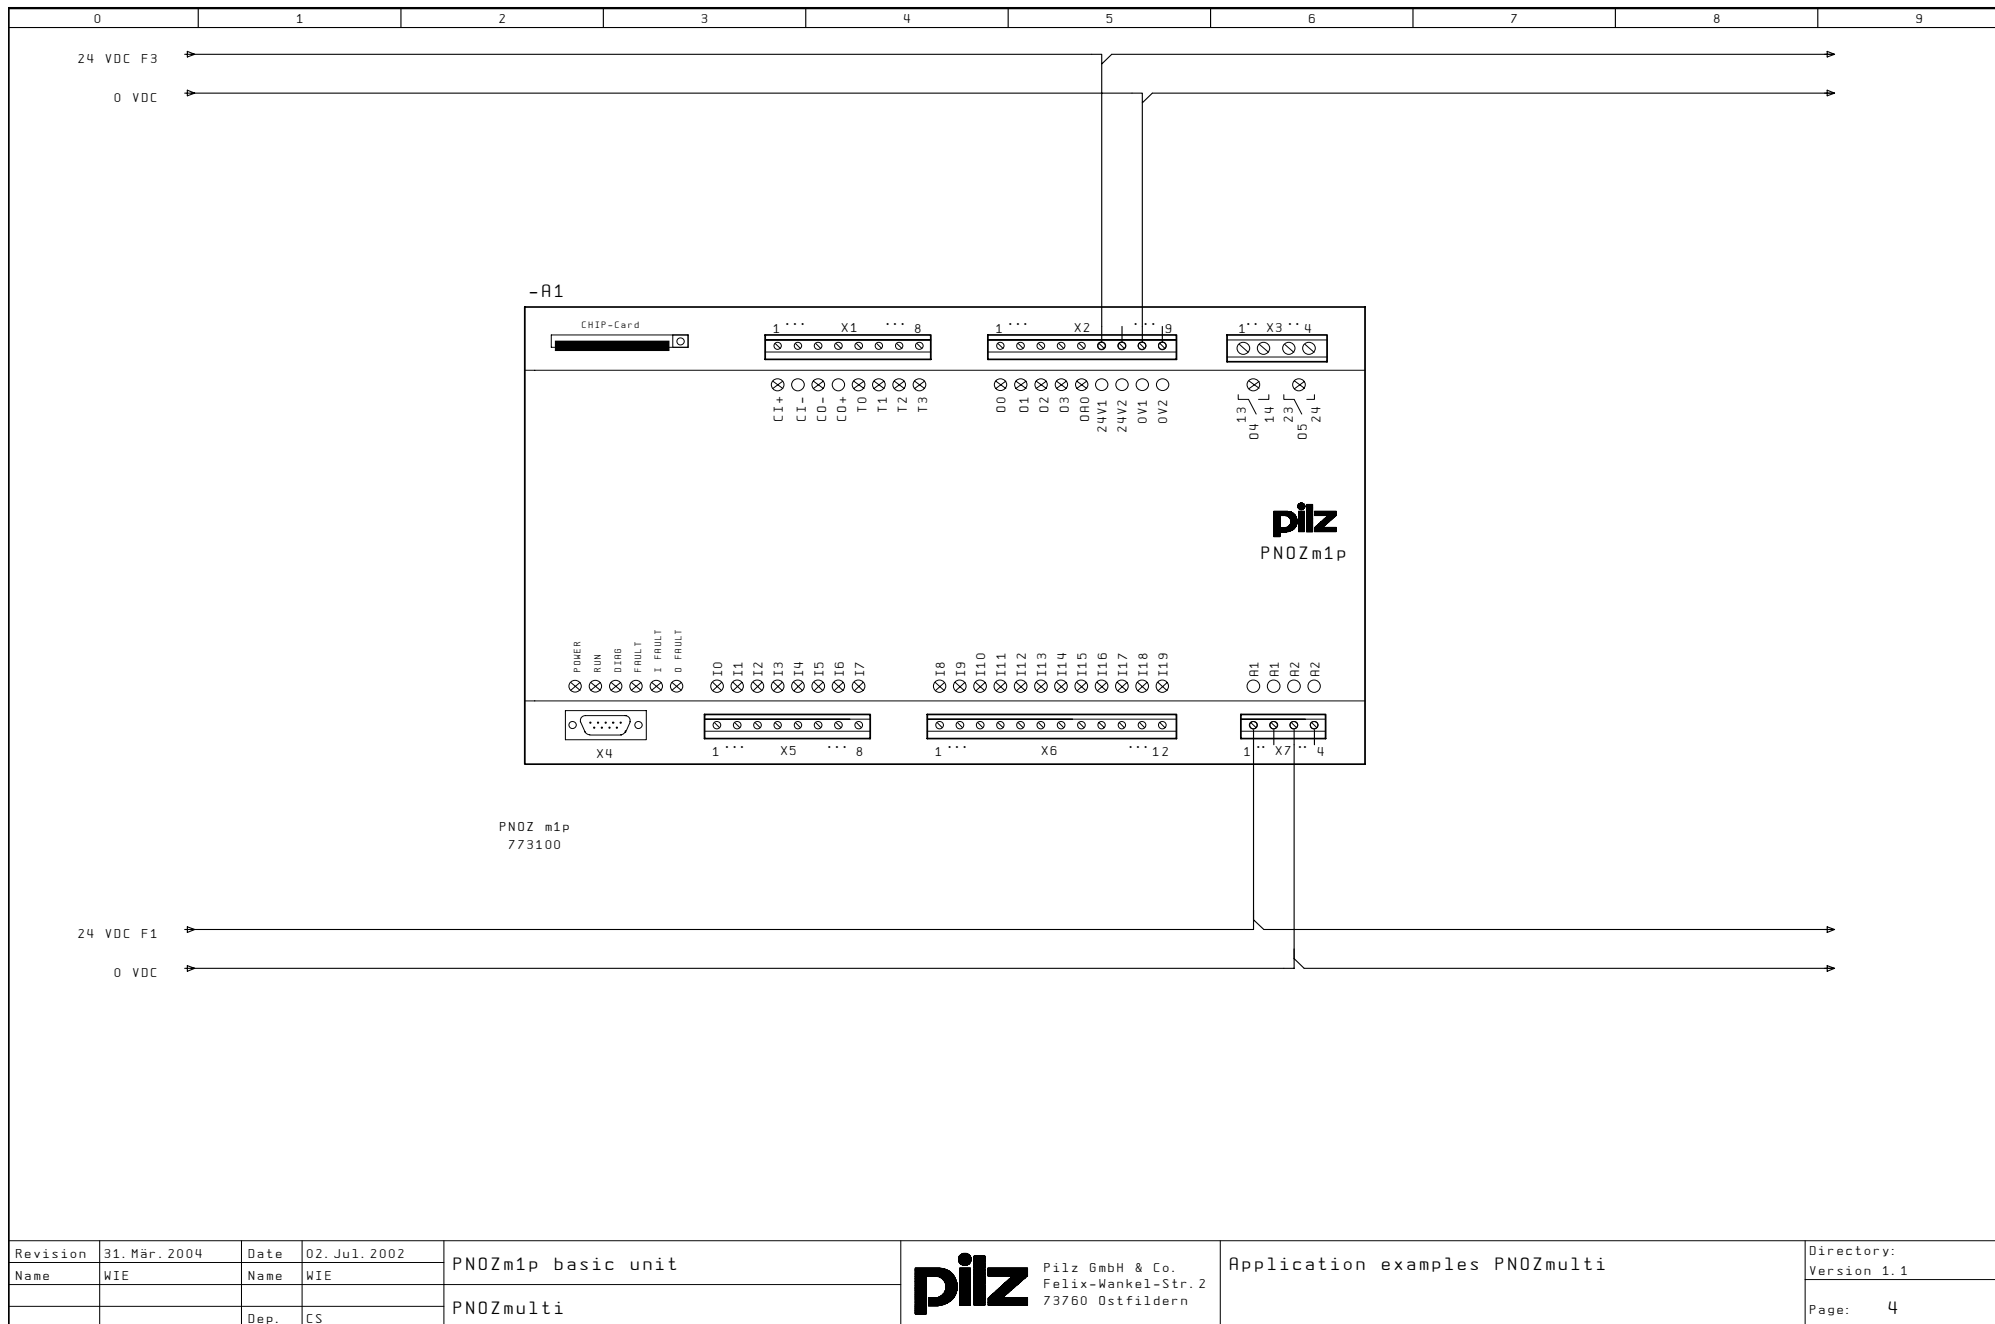 0 1 2 3 4 5 6 7 8 9
24 VDC F3
0 VDC
-A1
CHIP-Card
1 ... X1 ... 8
1 ... X2 ... 9
1 .. X3 .. 4
CI+ CI- CO- CO+ T0 T1 T2 T3
O0 O1 O2 O3 OA0 24V1 24V2 0V1 0V2
13 14 O4 23 24 O5
pilz
PNOZm1p
POWER RUN DIAG FAULT I FAULT O FAULT
I0 I1 I2 I3 I4 I5 I6 I7
I8 I9 I10 I11 I12 I13 I14 I15 I16 I17 I18 I19
A1 A1 A2 A2
X4
1 ... X5 ... 8
1 ... X6 ... 12
1 .. X7 .. 4
PNOZ m1p
773100
24 VDC F1
0 VDC
Revision 31.Mär.2004 Date 02.Jul.2002
Name WIE Name WIE
Dep. CS
PNOZm1p basic unit
PNOZmulti
pilz
Pilz GmbH & Co.
Felix-Wankel-Str.2
73760 Ostfildern
Application examples PNOZmulti
Directory:
Version 1.1
Page: 4